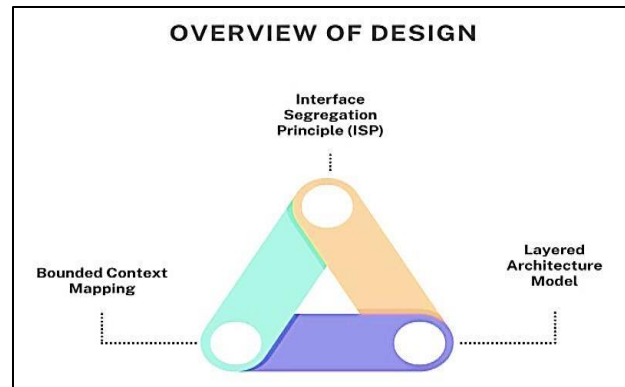 OVERVIEW OF DESIGN
Interface
Segregation
Principle (ISP)
Bounded Context
Mapping
Layered
Architecture
Model